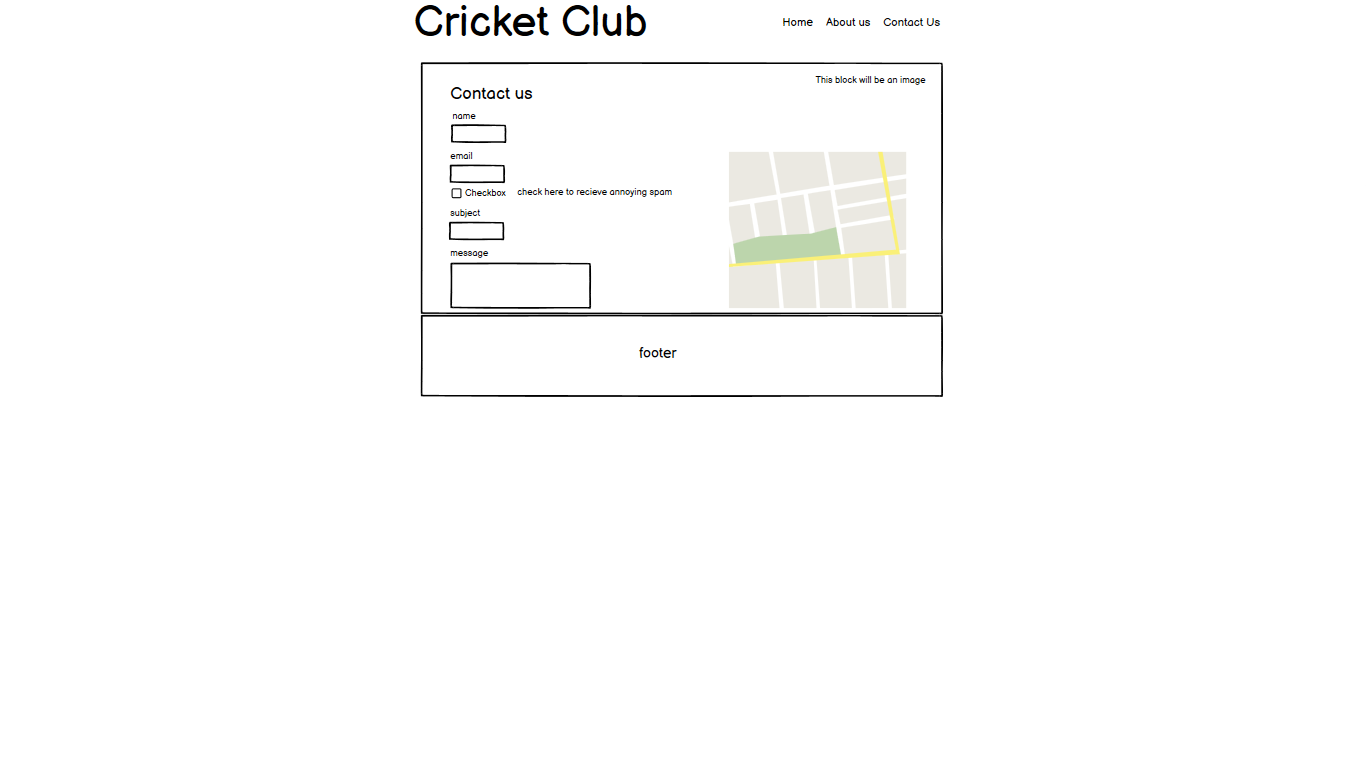 Cricket Club
Home About us Contact Us
This block will be an image
Contact us
name
email
Checkbox check here to recieve annoying spam
subject
message
footer